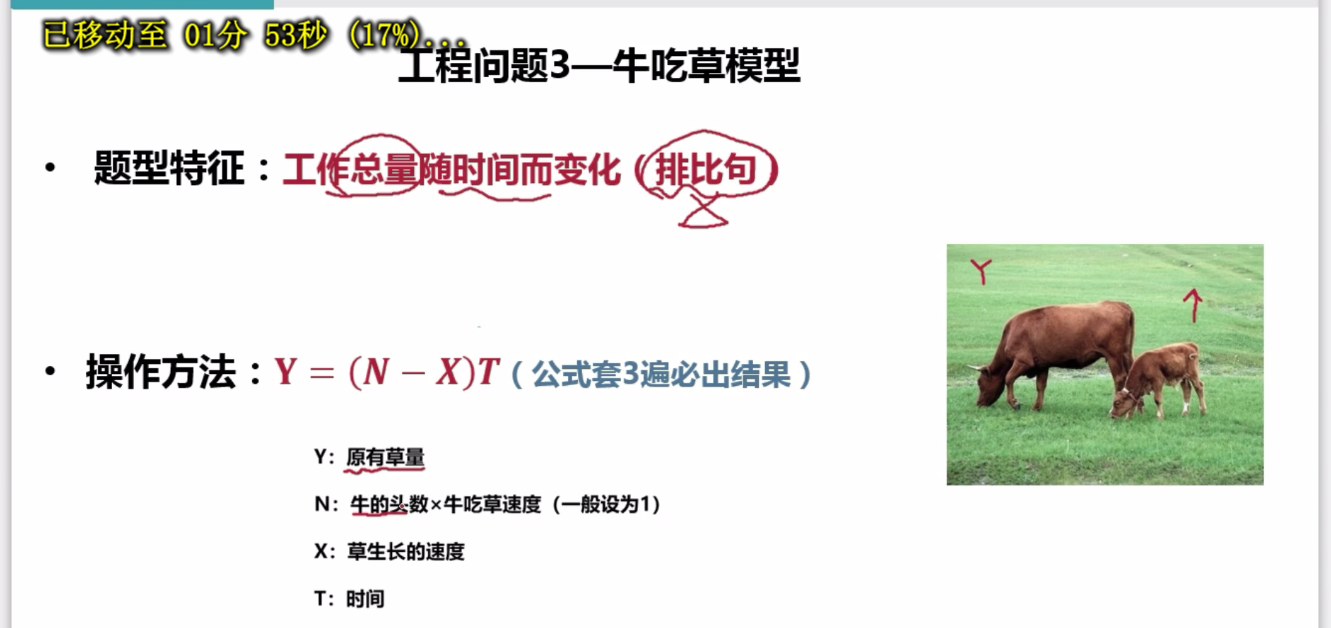 已移动至 01分 53秒 (17%)...
工程问题3—牛吃草模型
• 题型特征：工作总量随时间而变化（排比句）
Y
• 操作方法：Y = (N − X)T（公式套3遍必出结果）
Y：原有草量
N：牛的头数×牛吃草速度（一般设为1）
X：草生长的速度
T：时间